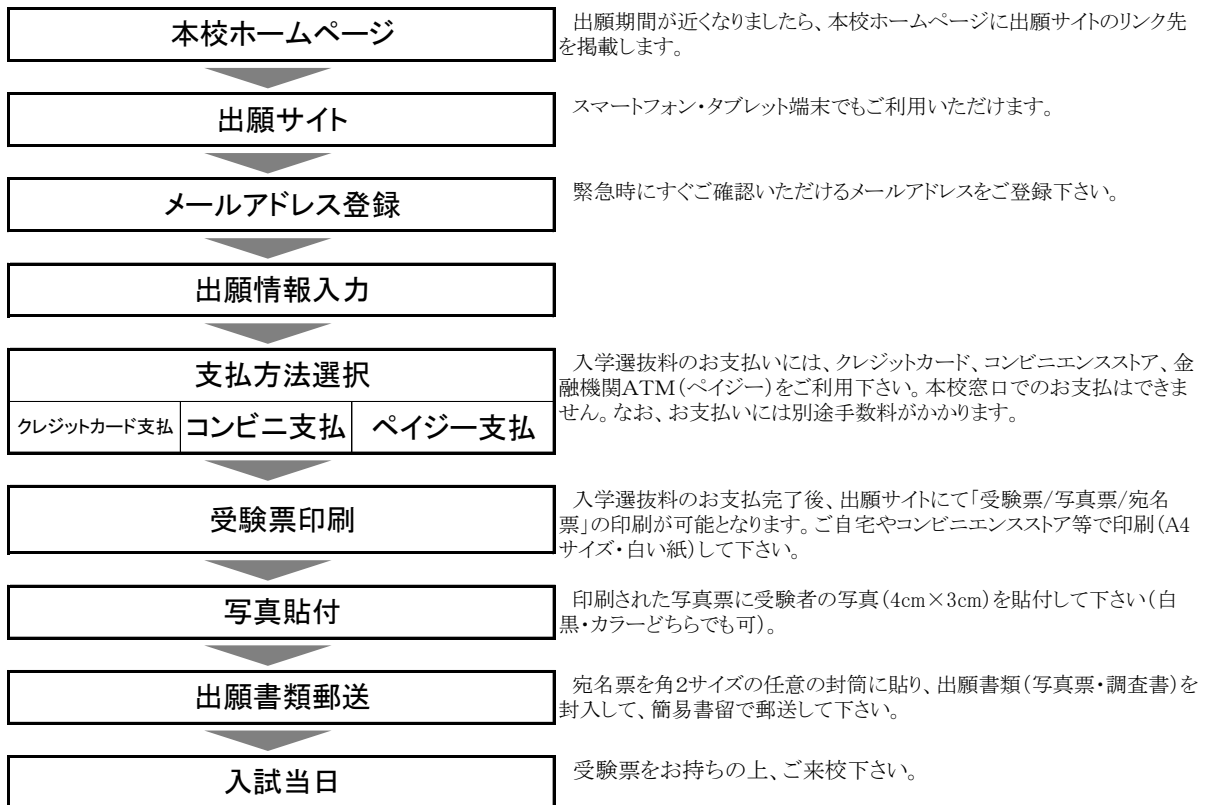 本校ホームページ
出願期間が近くなりましたら、本校ホームページに出願サイトのリンク先
を掲載します。
出願サイト
スマートフォン・タブレット端末でもご利用いただけます。
メールアドレス登録
緊急時にすぐご確認いただけるメールアドレスをご登録下さい。
出願情報入力
支払方法選択
クレジットカード支払 コンビニ支払 ペイジー支払
入学選抜料のお支払いには、クレジットカード、コンビニエンスストア、金
融機関ATM（ペイジー）をご利用下さい。本校窓口でのお支払はできま
せん。なお、お支払いには別途手数料がかかります。
受験票印刷
入学選抜料のお支払完了後、出願サイトにて「受験票/写真票/宛名
票」の印刷が可能となります。ご自宅やコンビニエンスストア等で印刷（A4
サイズ・白い紙）して下さい。
写真貼付
印刷された写真票に受験者の写真（4cm×3cm）を貼付して下さい（白
黒・カラーどちらでも可）。
出願書類郵送
宛名票を角２サイズの任意の封筒に貼り、出願書類（写真票・調査書）を
封入して、簡易書留で郵送して下さい。
入試当日
受験票をお持ちの上、ご来校下さい。